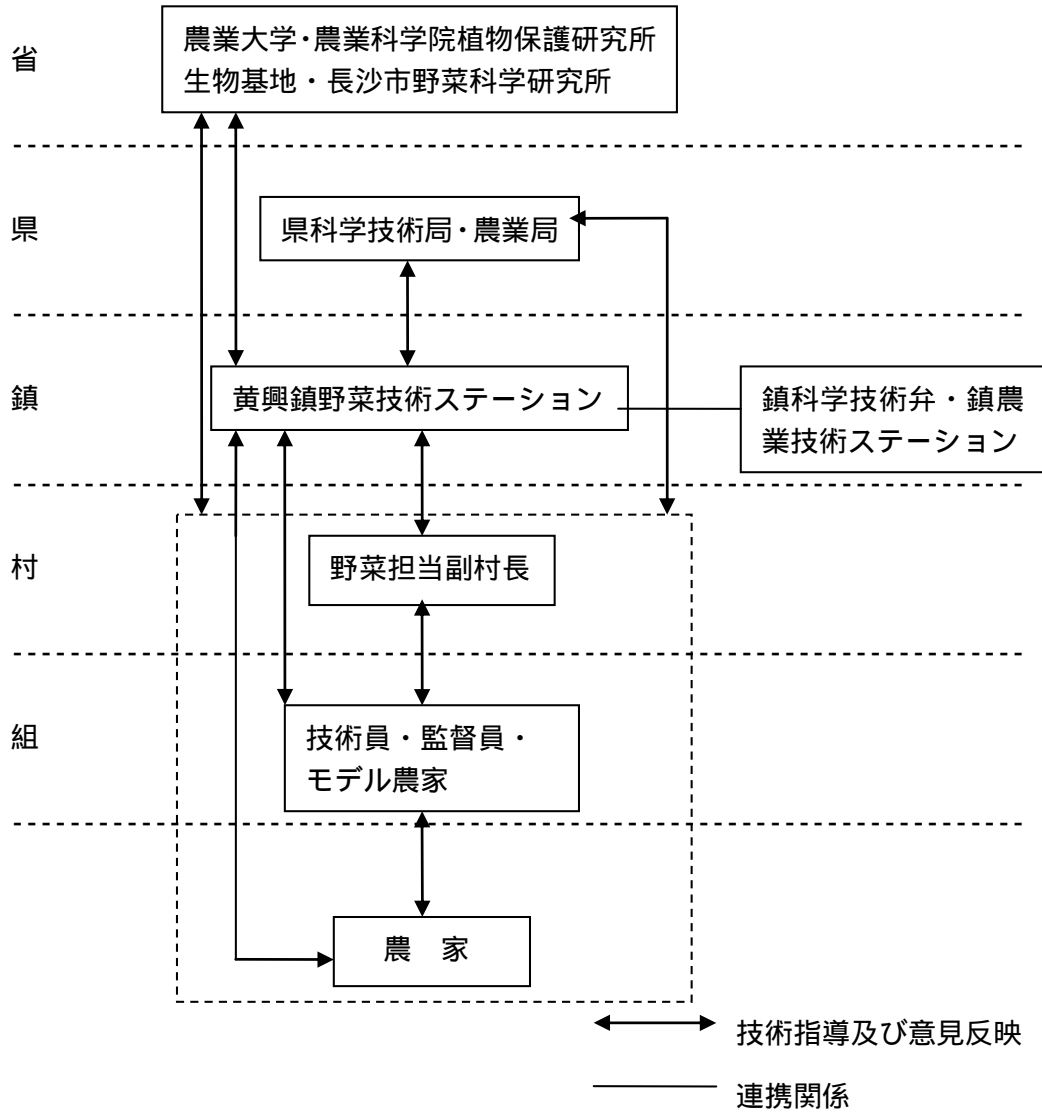 省
農業大学・農業科学院植物保護研究所
生物基地・長沙市野菜科学研究所
県
県科学技術局・農業局
鎮
黄興鎮野菜技術ステーション
鎮科学技術弁・鎮農
業技術ステーション
村
野菜担当副村長
組
技術員・監督員・
モデル農家
農 家
技術指導及び意見反映
連携関係